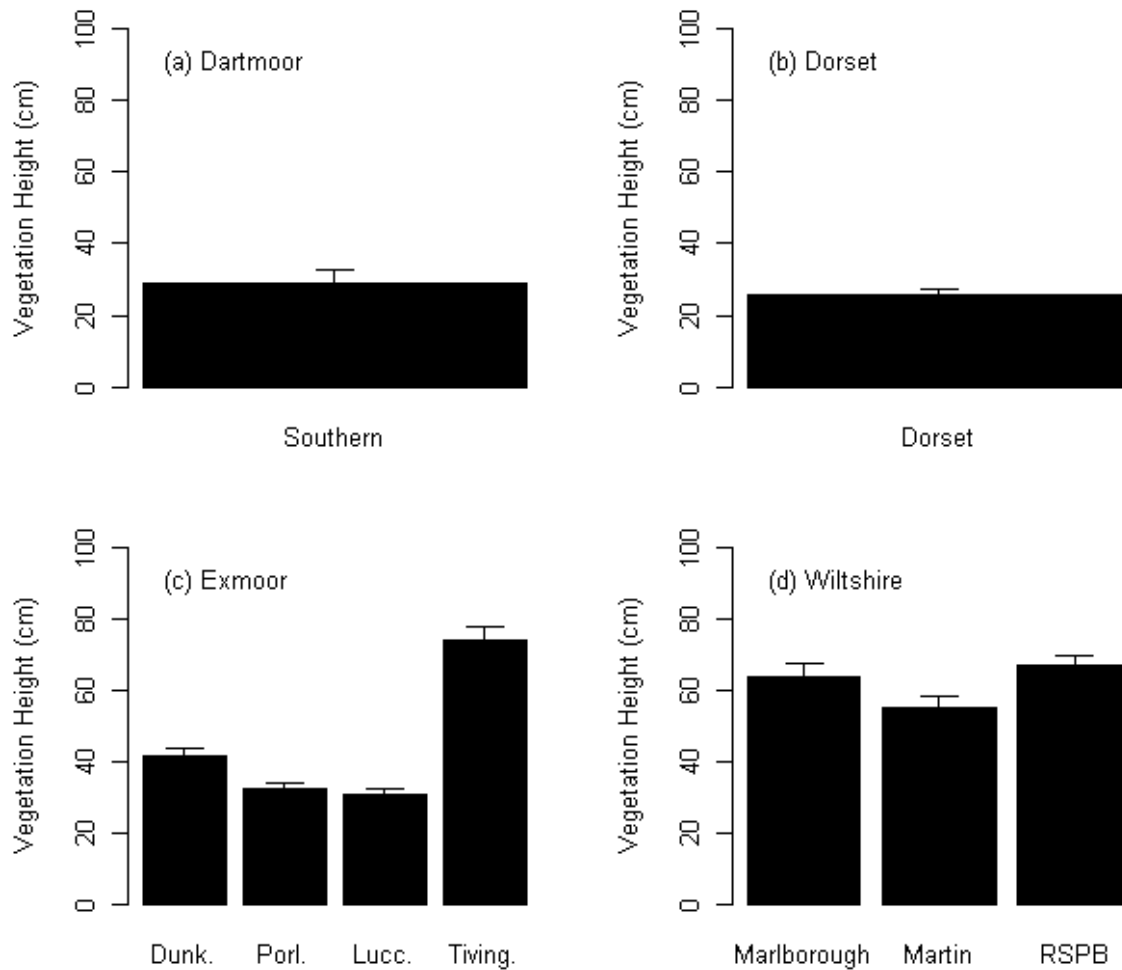 (a) Dartmoor
Vegetation Height (cm)
0 20 40 60 80 100
Southern
(b) Dorset
Vegetation Height (cm)
0 20 40 60 80 100
Dorset
(c) Exmoor
Vegetation Height (cm)
0 20 40 60 80 100
Dunk. Porl. Lucc. Tiving.
(d) Wiltshire
Vegetation Height (cm)
0 20 40 60 80 100
Marlborough Martin RSPB